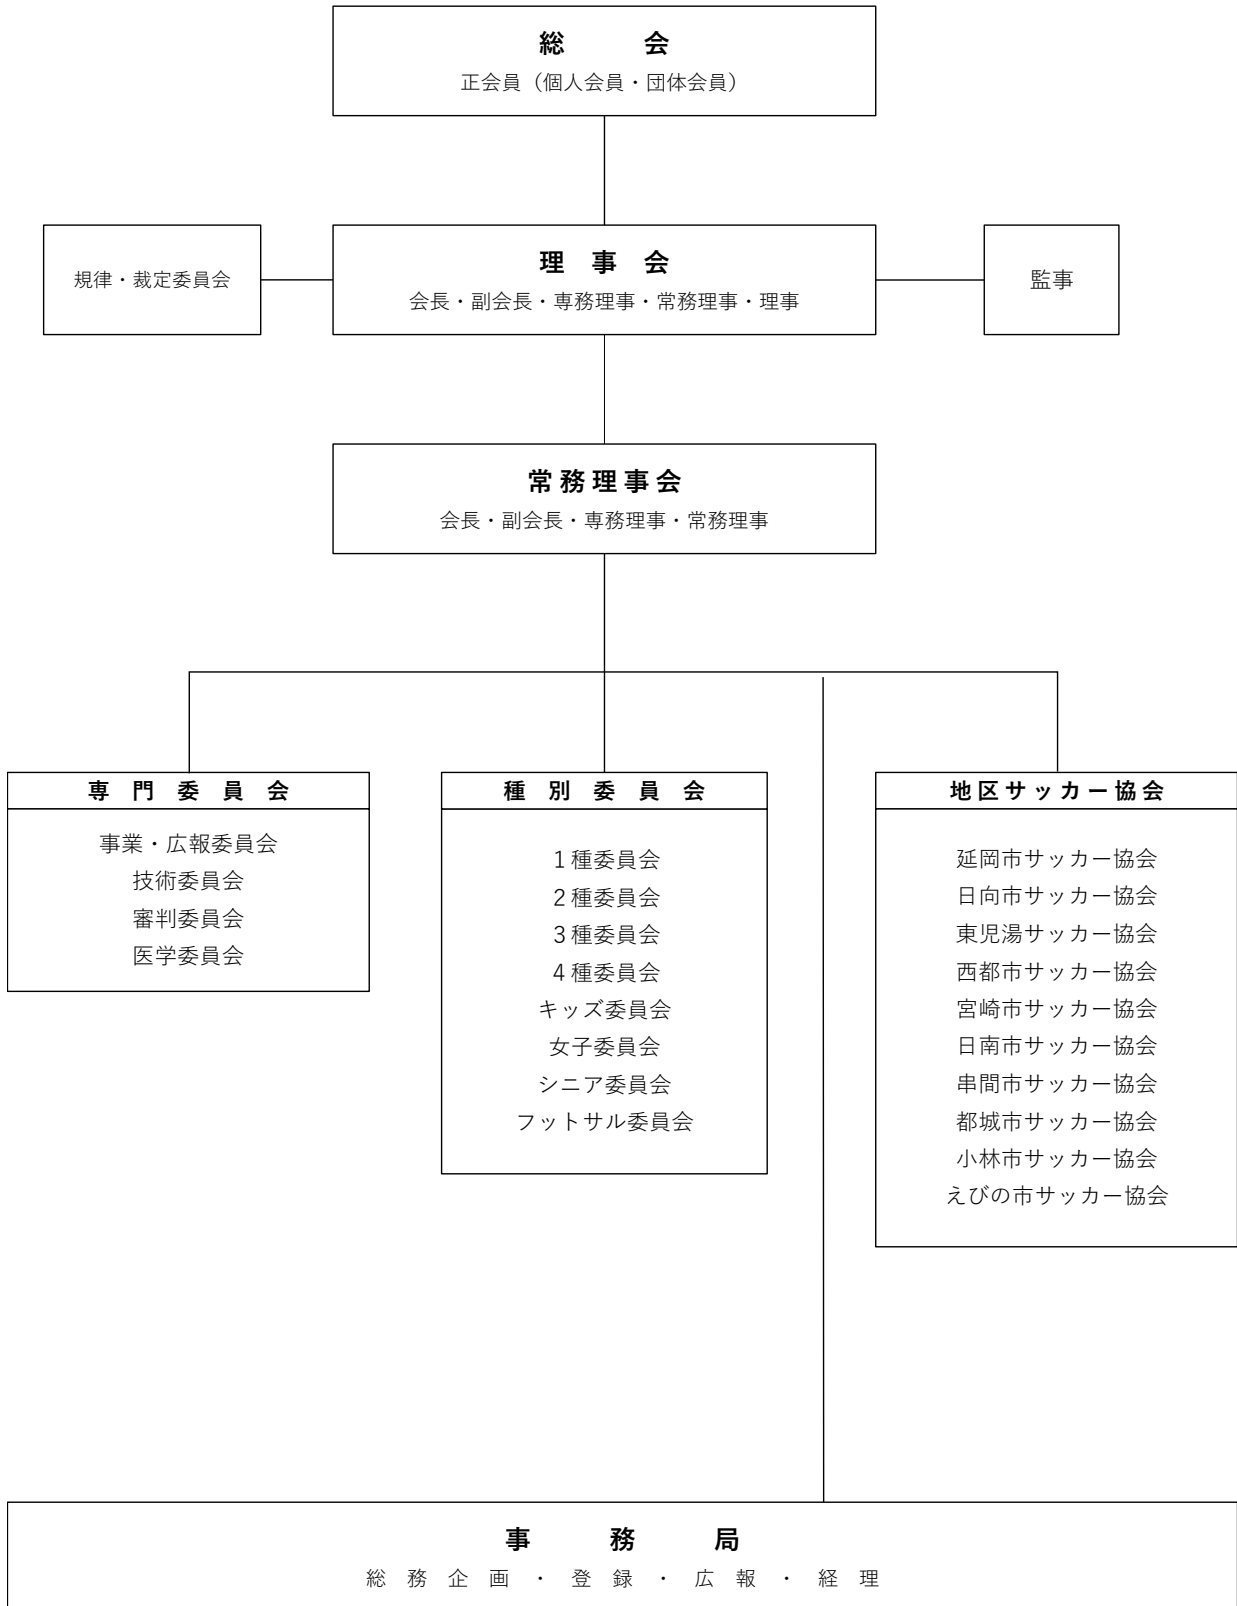 総　会
正会員（個人会員・団体会員）
規律・裁定委員会
理　事　会
会長・副会長・専務理事・常務理事・理事
監事
常務理事会
会長・副会長・専務理事・常務理事
専門委員会
事業・広報委員会
技術委員会
審判委員会
医学委員会
種別委員会
１種委員会
２種委員会
３種委員会
４種委員会
キッズ委員会
女子委員会
シニア委員会
フットサル委員会
地区サッカー協会
延岡市サッカー協会
日向市サッカー協会
東児湯サッカー協会
西都市サッカー協会
宮崎市サッカー協会
日南市サッカー協会
串間市サッカー協会
都城市サッカー協会
小林市サッカー協会
えびの市サッカー協会
事　務　局
総務企画・登録・広報・経理